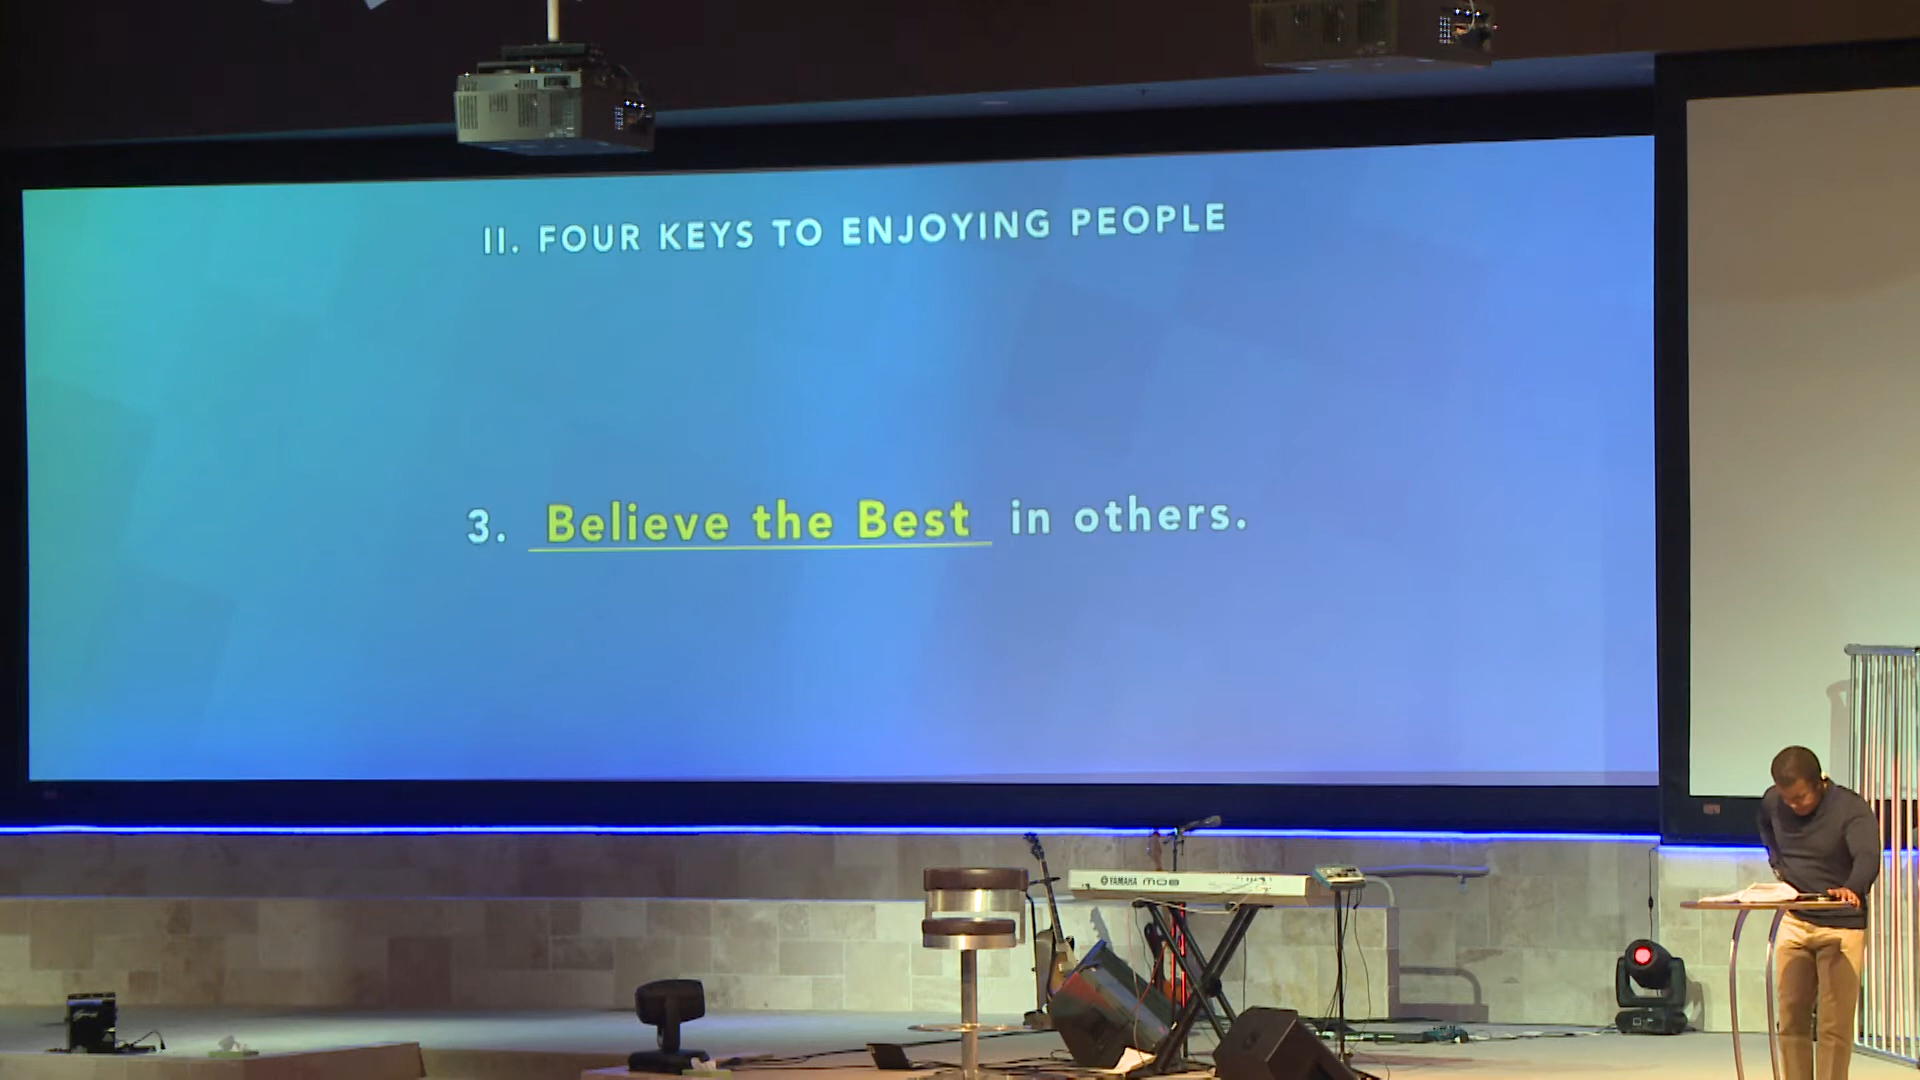 II. FOUR KEYS TO ENJOYING PEOPLE
3. Believe the Best in others.
YAMAHA MO8